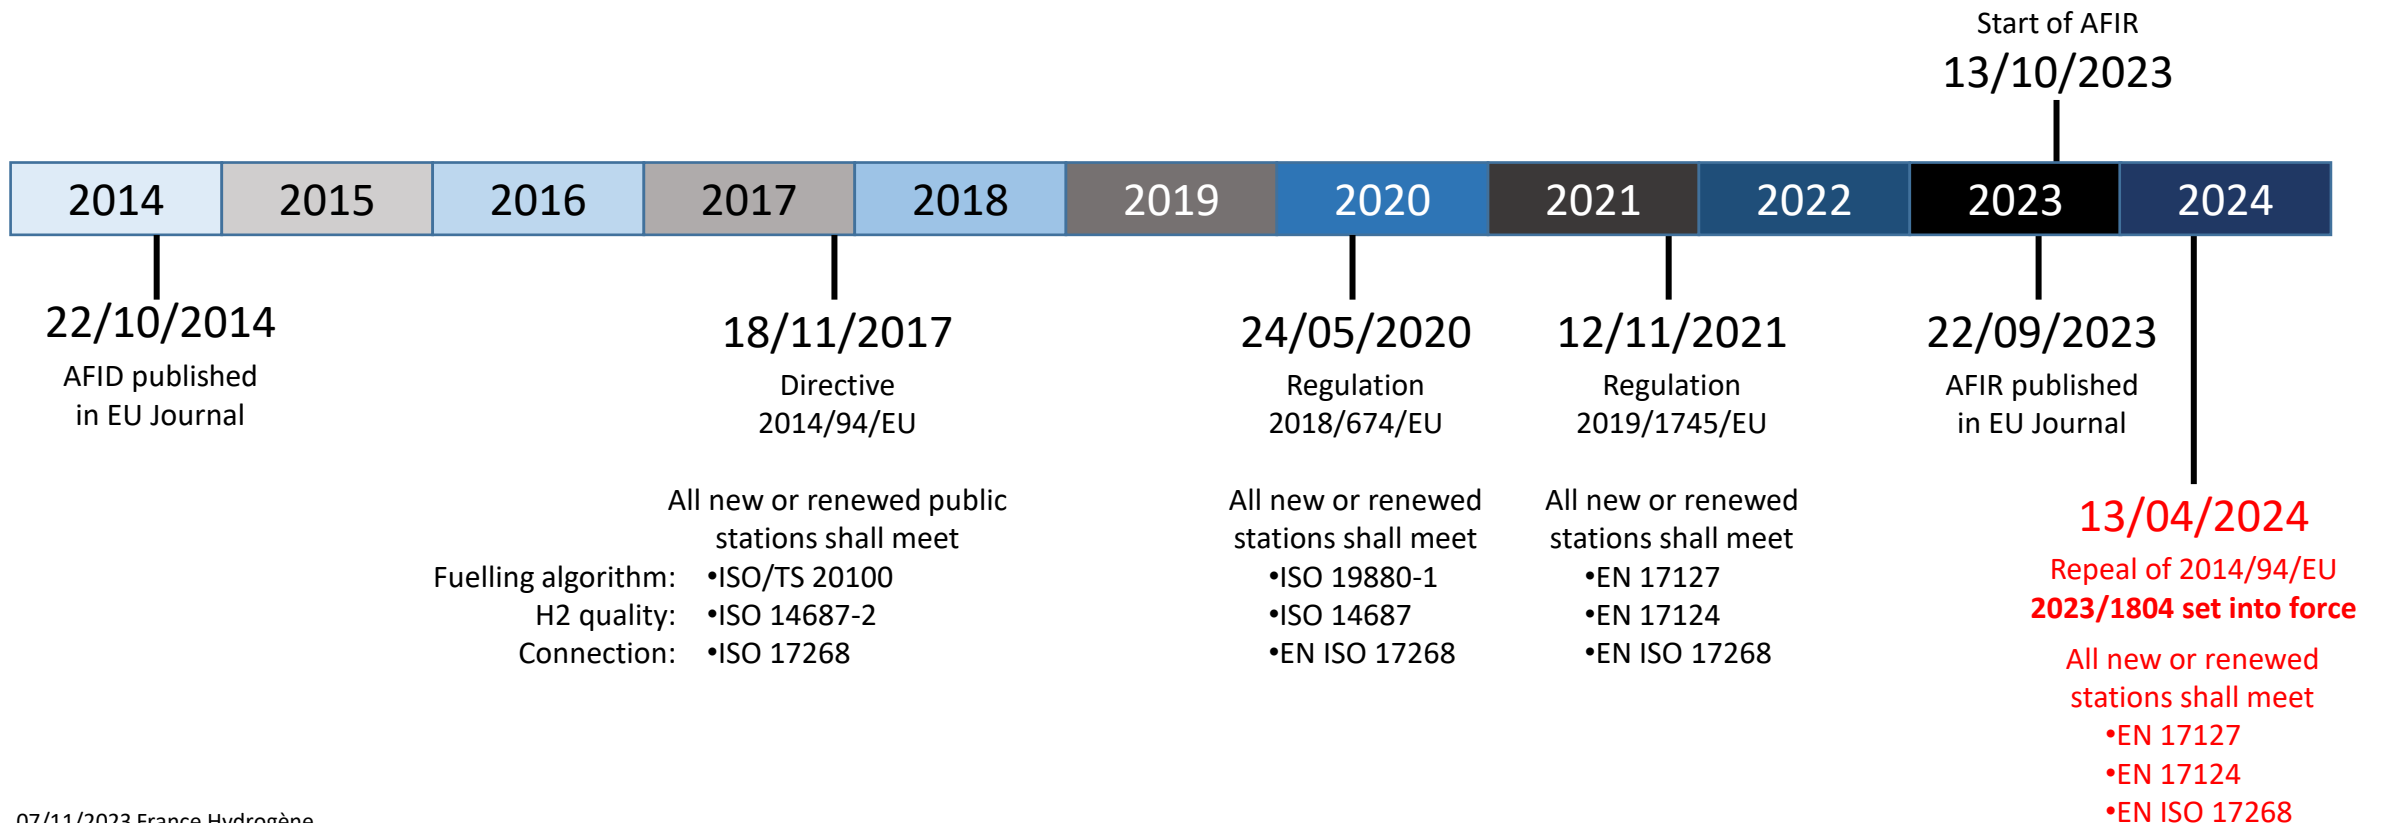 Start of AFIR
13/10/2023
2014 2015 2016 2017 2018 2019 2020 2021 2022 2023 2024
22/10/2014
AFID published
in EU Journal
18/11/2017
Directive
2014/94/EU
All new or renewed public
stations shall meet
Fuelling algorithm: •ISO/TS 20100
H2 quality: •ISO 14687-2
Connection: •ISO 17268
24/05/2020
Regulation
2018/674/EU
All new or renewed
stations shall meet
•ISO 19880-1
•ISO 14687
•EN ISO 17268
12/11/2021
Regulation
2019/1745/EU
All new or renewed
stations shall meet
•EN 17127
•EN 17124
•EN ISO 17268
22/09/2023
AFIR published
in EU Journal
13/04/2024
Repeal of 2014/94/EU
2023/1804 set into force
All new or renewed
stations shall meet
•EN 17127
•EN 17124
•EN ISO 17268
07/11/2023 France Hydrogène